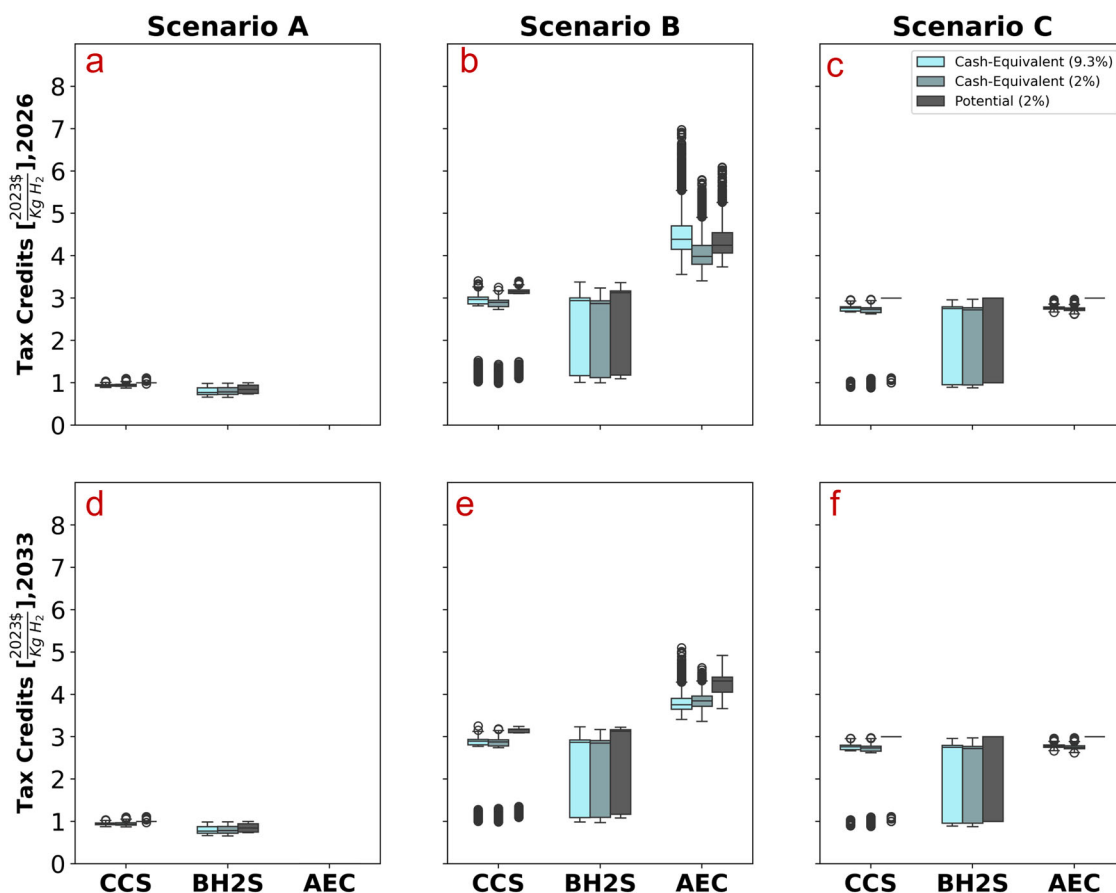 Scenario A
Scenario B
Scenario C
a
b
c
Cash-Equivalent (9.3%)
Cash-Equivalent (2%)
Potential (2%)
Tax Credits [2023$/Kg H₂],2026
8
7
6
5
4
3
2
1
0
d
e
f
Tax Credits [2023$/Kg H₂],2033
8
7
6
5
4
3
2
1
0
CCS BH2S AEC
CCS BH2S AEC
CCS BH2S AEC